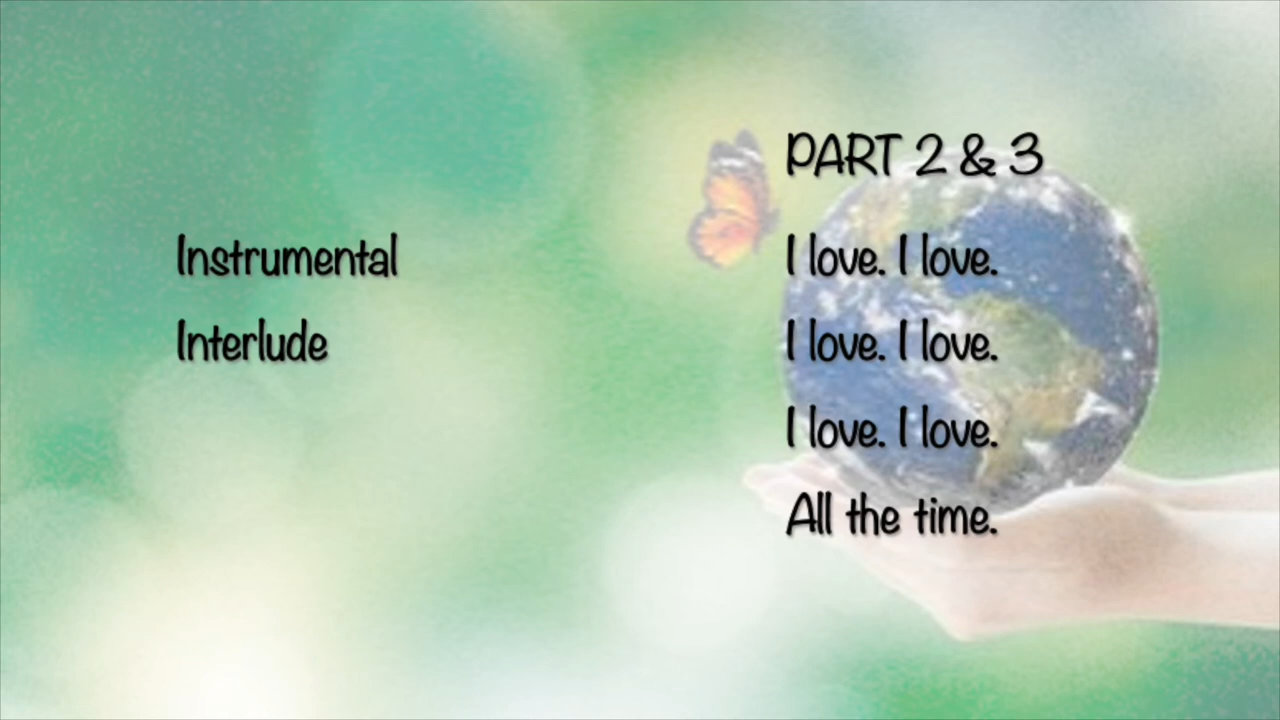 Instrumental
Interlude
PART 2 & 3
I love. I love.
I love. I love.
I love. I love.
All the time.